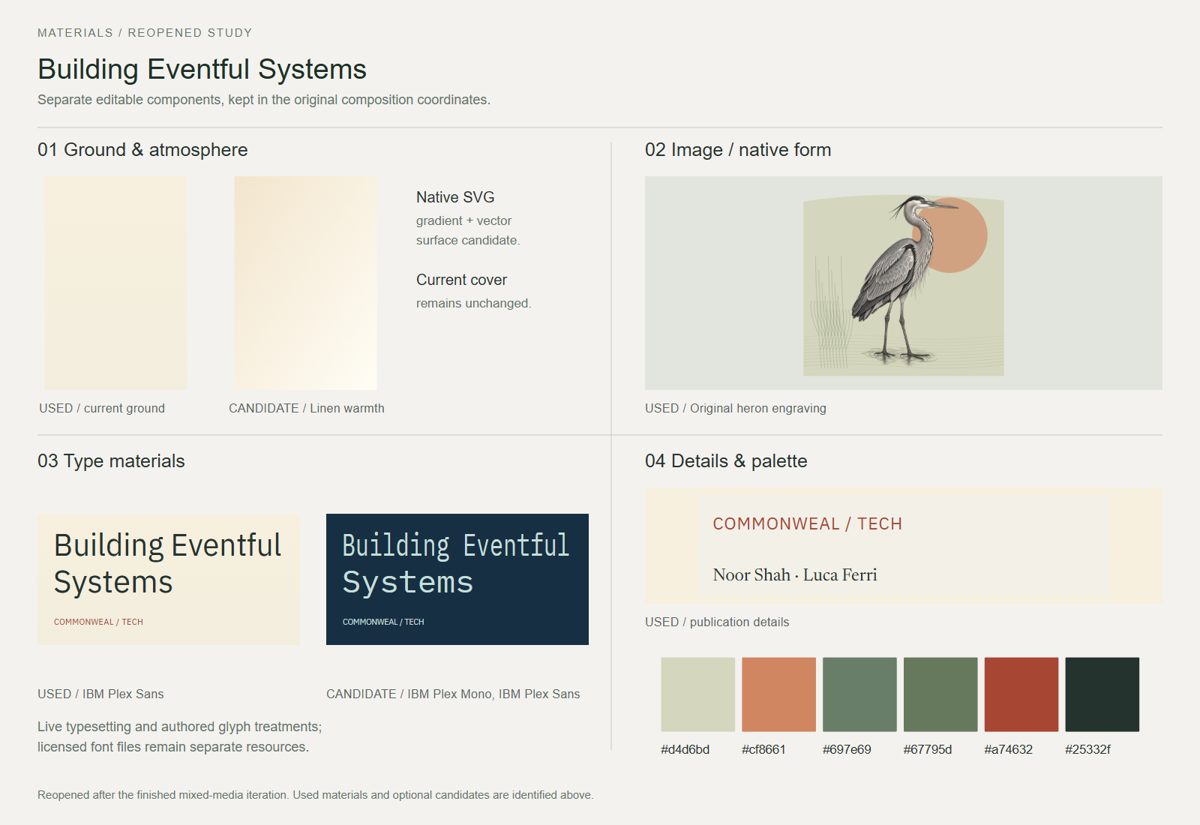 MATERIALS / REOPENED STUDY
Building Eventful Systems
Separate editable components, kept in the original composition coordinates.
01 Ground & atmosphere
Native SVG
gradient + vector
surface candidate.
Current cover
remains unchanged.
USED / current ground
CANDIDATE / Linen warmth
02 Image / native form
USED / Original heron engraving
03 Type materials
Building Eventful
Systems
COMMONWEAL / TECH
Building Eventful
Systems
COMMONWEAL / TECH
USED / IBM Plex Sans
CANDIDATE / IBM Plex Mono, IBM Plex Sans
Live typesetting and authored glyph treatments;
licensed font files remain separate resources.
04 Details & palette
COMMONWEAL / TECH
Noor Shah · Luca Ferri
USED / publication details
#d4d6bd
#cf8661
#697e69
#67795d
#a74632
#25332f
Reopened after the finished mixed-media iteration. Used materials and optional candidates are identified above.